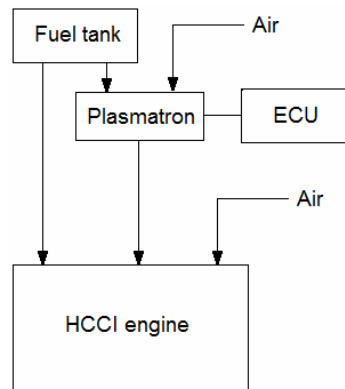 Fuel tank
Air
Plasmatron
ECU
Air
HCCI engine